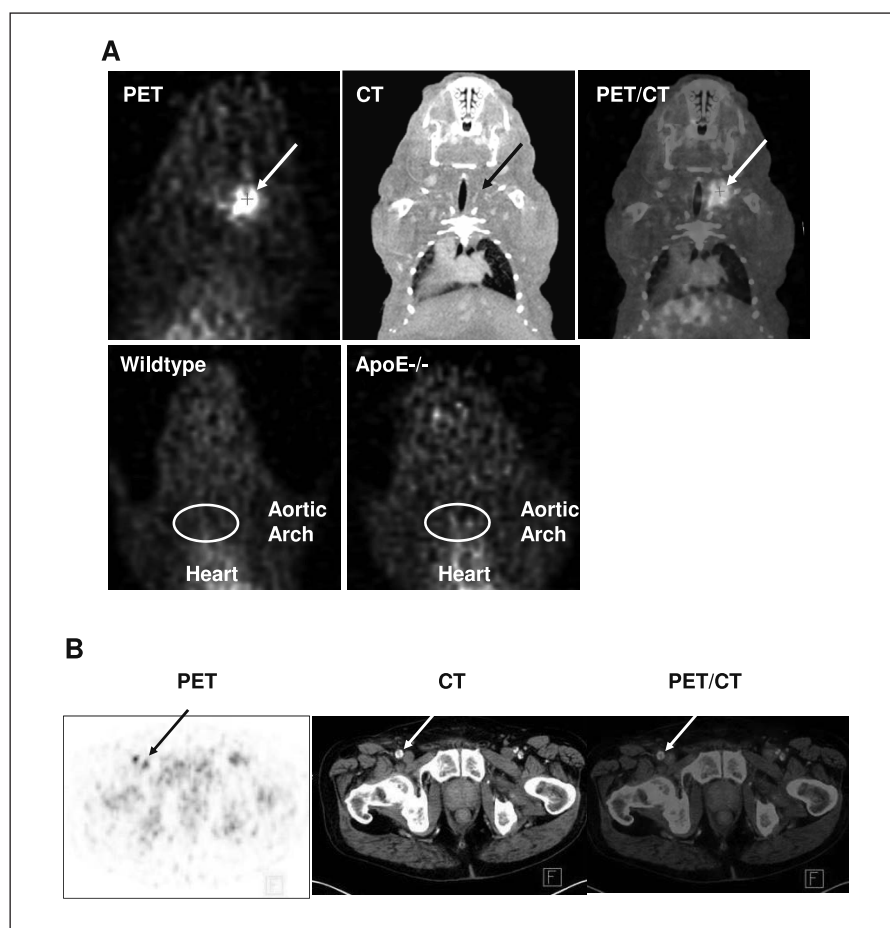 A
PET
CT
PET/CT
Wildtype
Aortic
Arch
Heart
ApoE-/-
Aortic
Arch
Heart
B
PET
CT
PET/CT
F
F
F